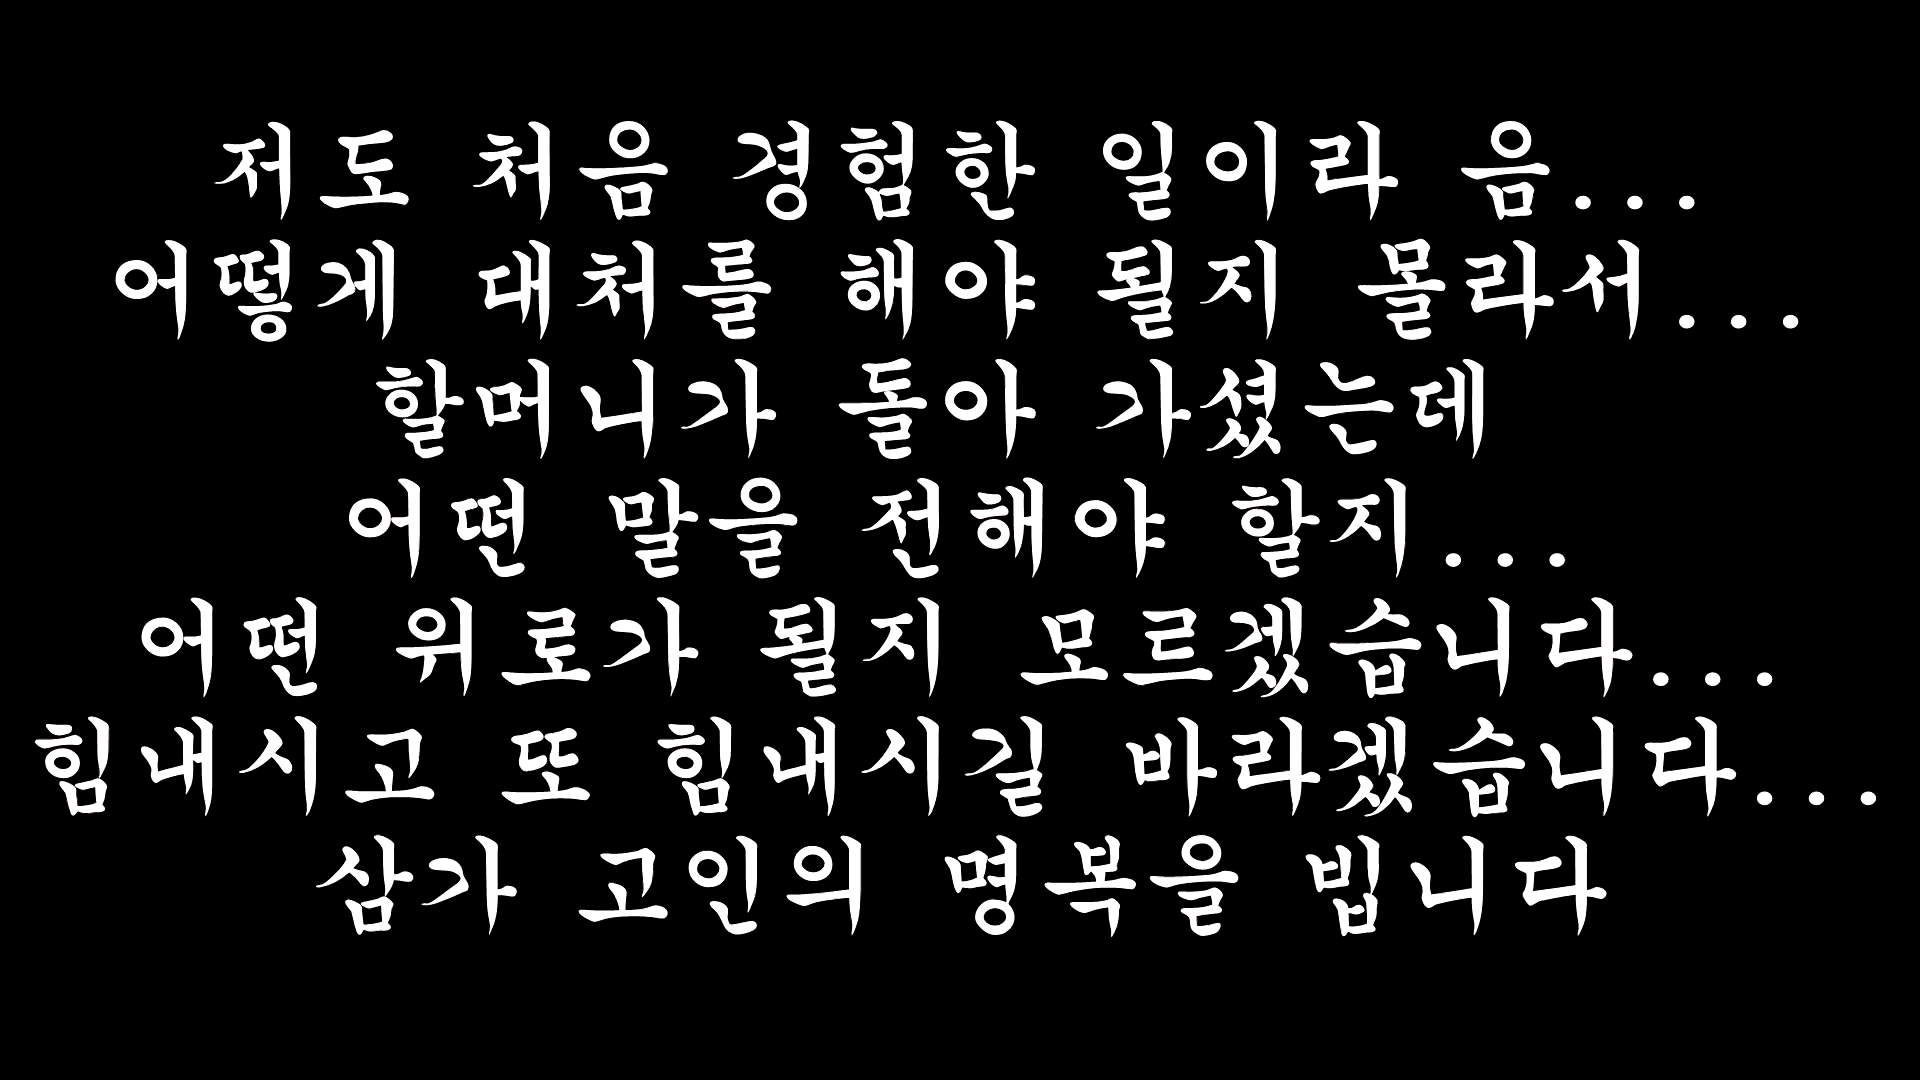 저도 처음 경험한 일이라 음...
어떻게 대처를 해야 될지 몰라서...
할머니가 돌아 가셨는데
어떤 말을 전해야 할지...
어떤 위로가 될지 모르겠습니다...
힘내시고 또 힘내시길 바라겠습니다...
삼가 고인의 명복을 빕니다